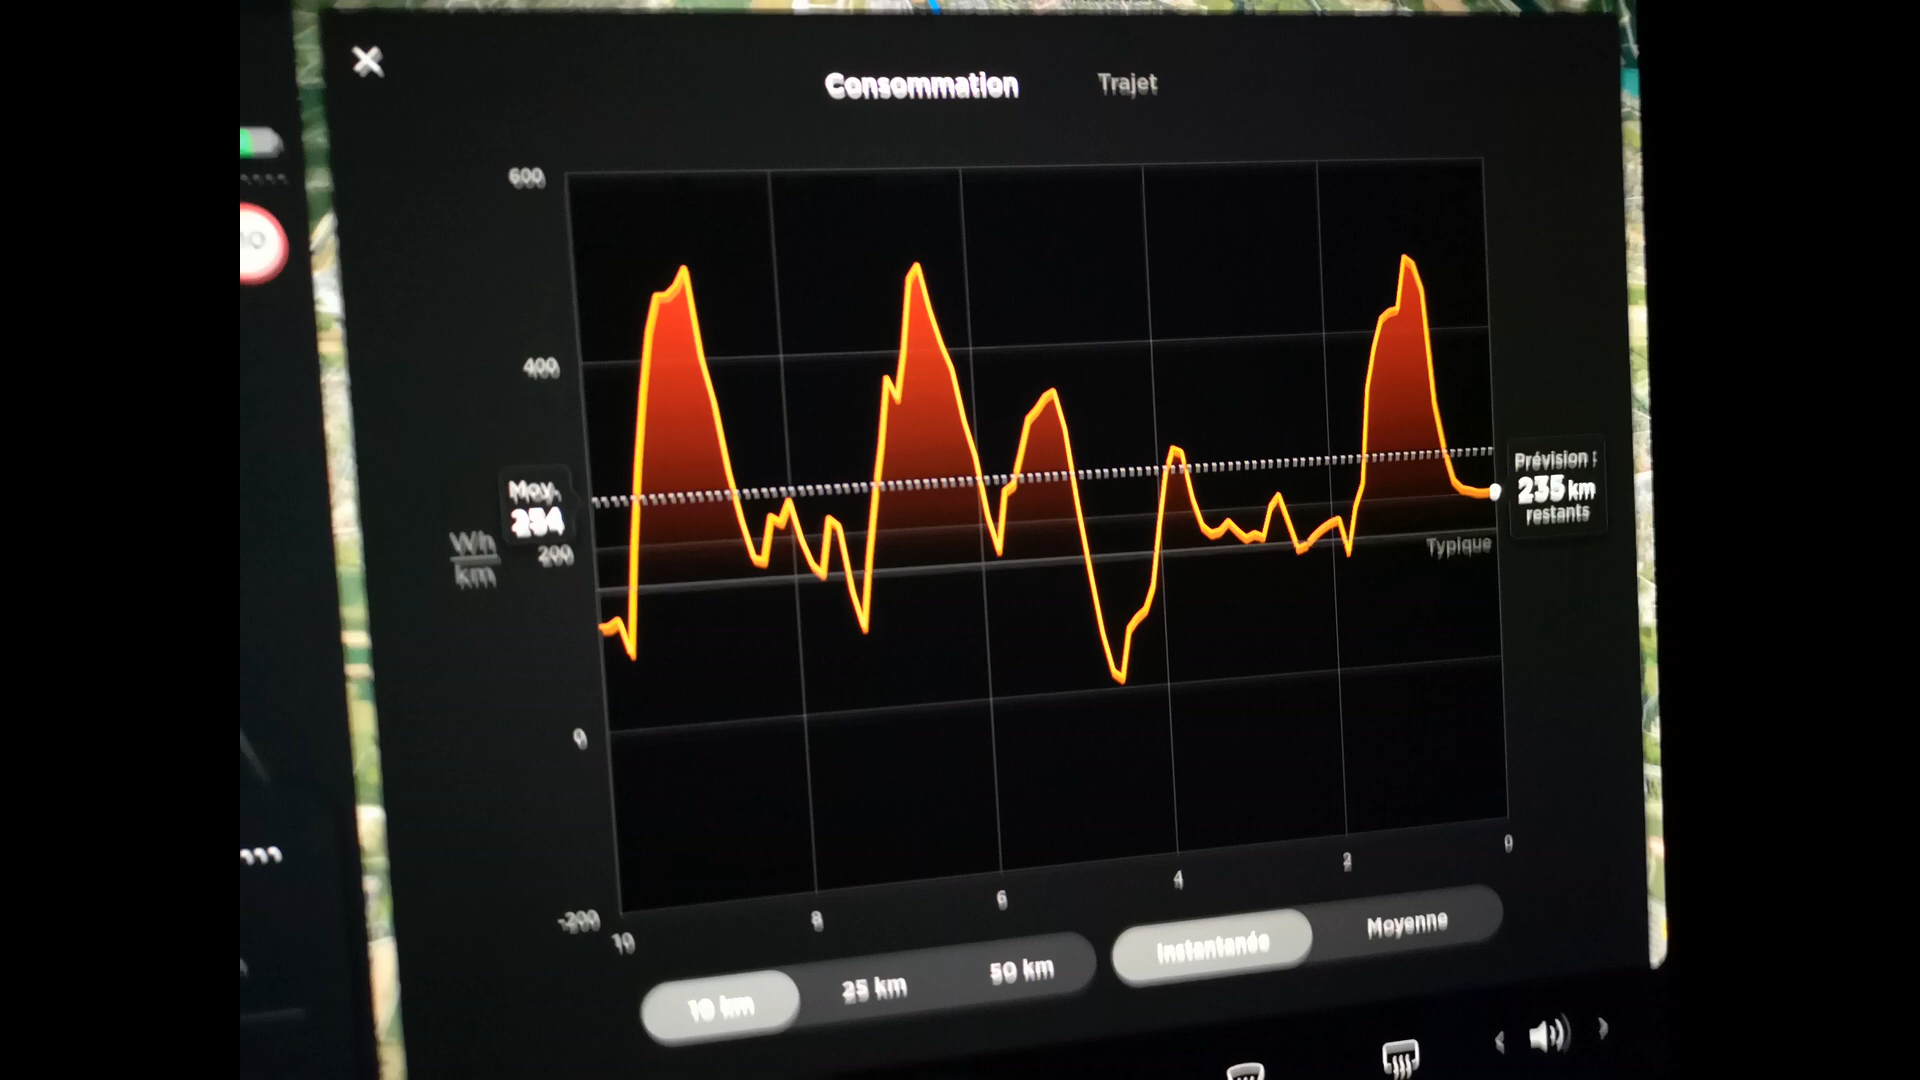 Consommation Trajet
600
400
Moy.
254
Wh
km
200
0
-200
Prévision :
235 km
restants
Typique
10 8 6 4 2 0
10 km 25 km 50 km Instantanée Moyenne